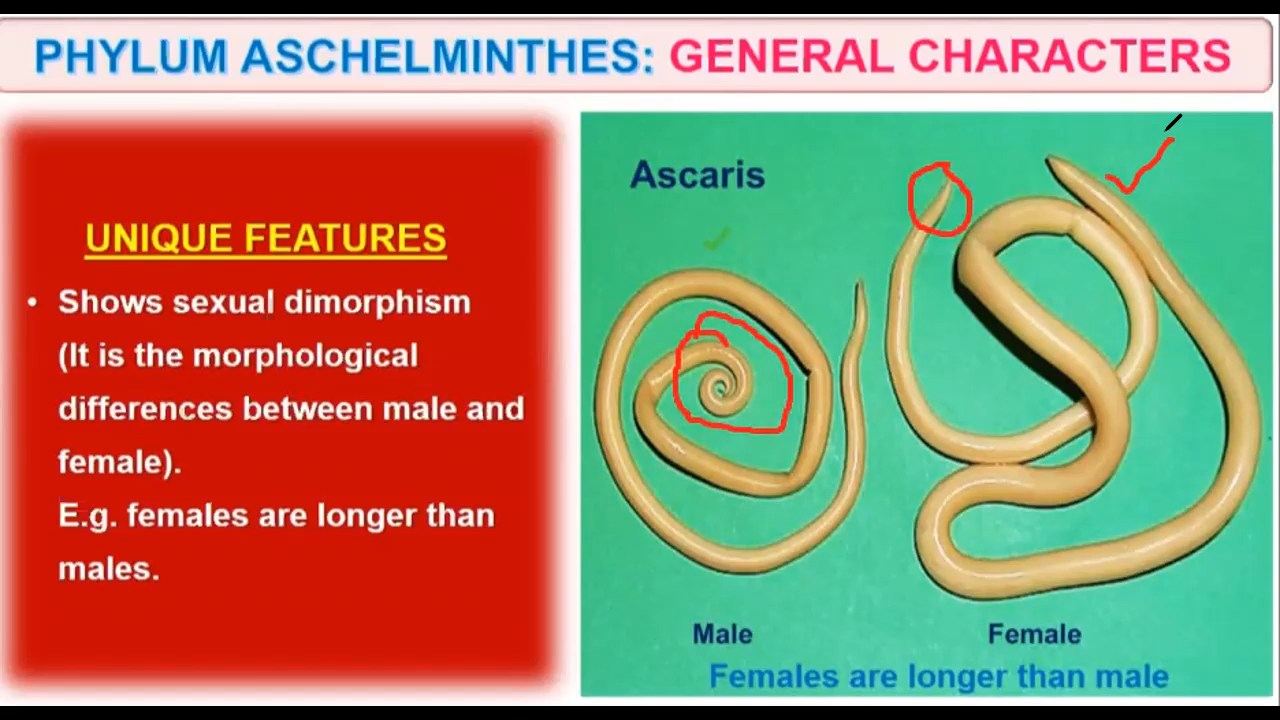 PHYLUM ASCHELMINTHES: GENERAL CHARACTERS
UNIQUE FEATURES
• Shows sexual dimorphism
(It is the morphological
differences between male and
female).
E.g. females are longer than
males.
Ascaris
Male
Female
Females are longer than male